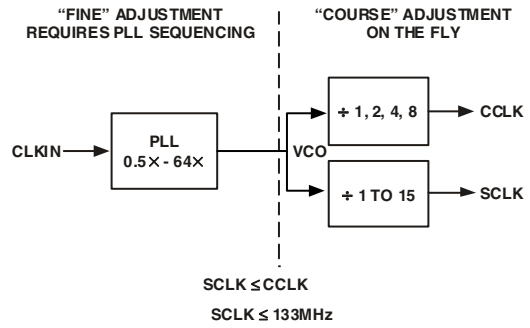 “FINE” ADJUSTMENT
REQUIRES PLL SEQUENCING
“COURSE” ADJUSTMENT
ON THE FLY
CLKIN
PLL
0.5× - 64×
VCO
÷ 1, 2, 4, 8
CCLK
÷ 1 TO 15
SCLK
SCLK ≤ CCLK
SCLK ≤ 133MHz